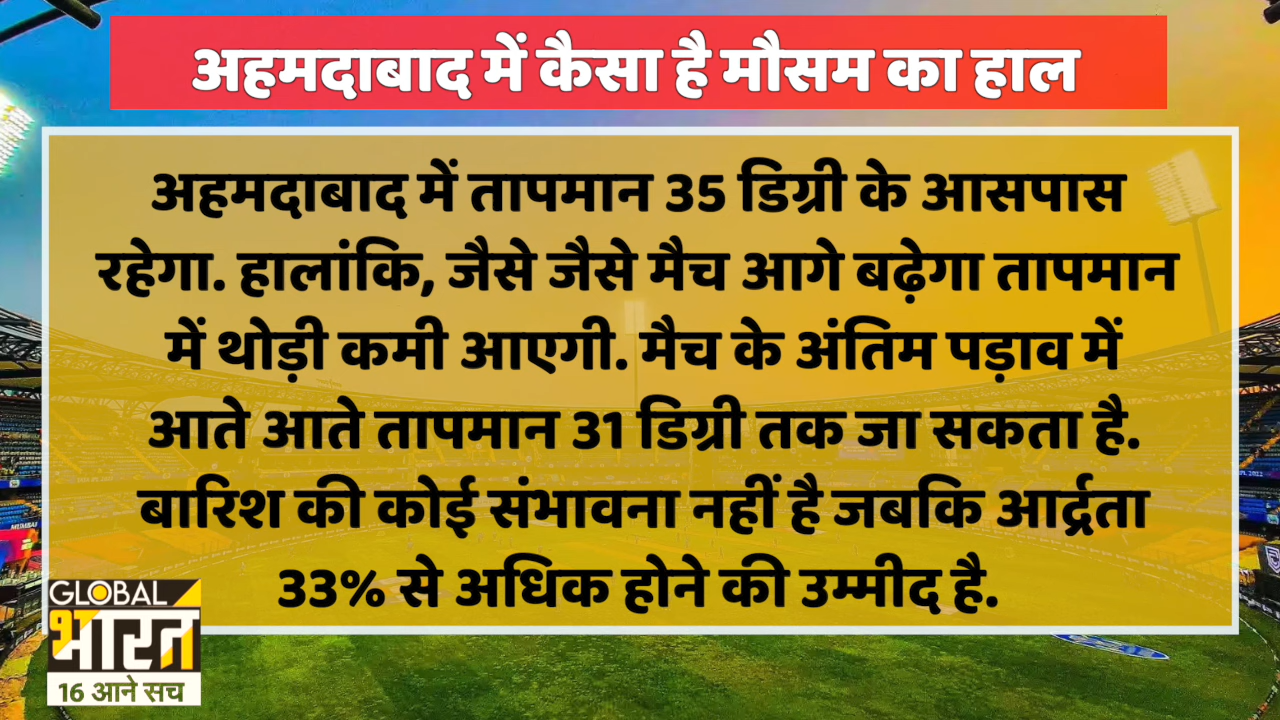 अहमदाबाद में कैसा है मौसम का हाल
अहमदाबाद में तापमान 35 डिग्री के आसपास
रहेगा. हालांकि, जैसे जैसे मैच आगे बढ़ेगा तापमान
में थोड़ी कमी आएगी. मैच के अंतिम पड़ाव में
आते आते तापमान 31 डिग्री तक जा सकता है.
बारिश की कोई संभावना नहीं है जबकि आर्द्रता
33% से अधिक होने की उम्मीद है.
MUMBAI
GLOBAL
भारत
16 आने सच